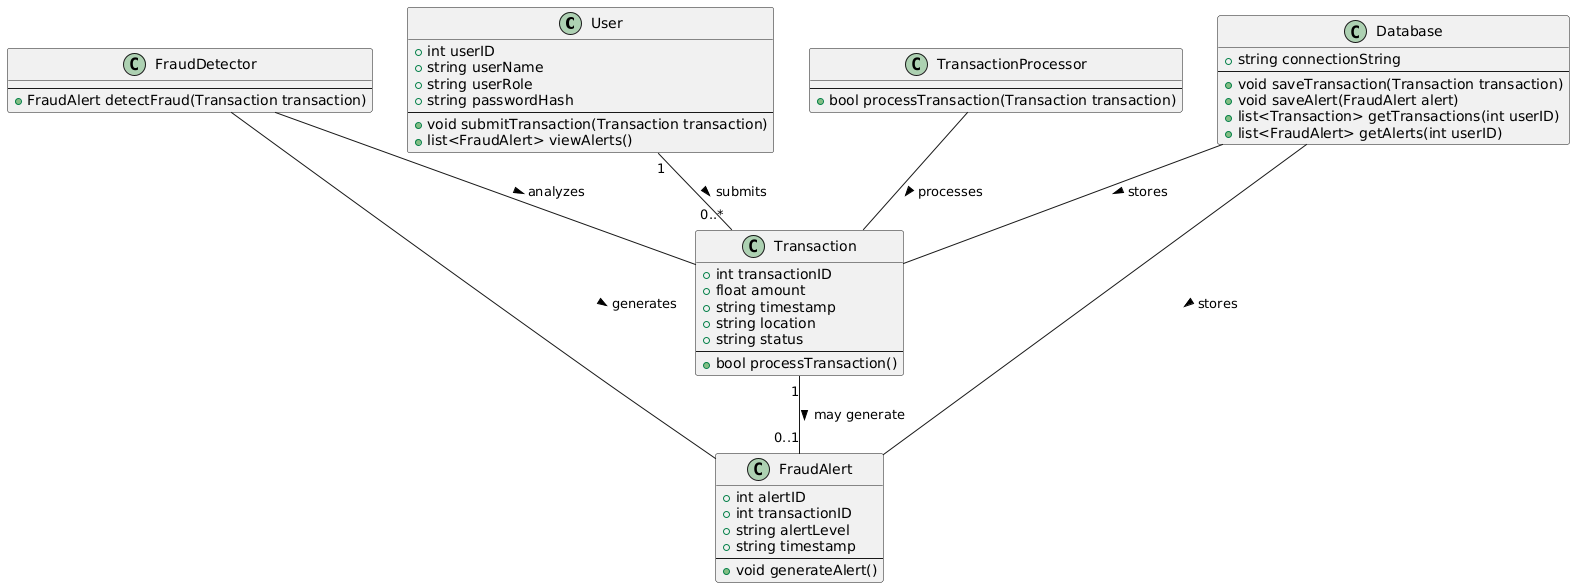 C User
int userID
string userName
string userRole
string passwordHash
void submitTransaction(Transaction transaction)
list<FraudAlert> viewAlerts()
C FraudDetector
FraudAlert detectFraud(Transaction transaction)
C TransactionProcessor
bool processTransaction(Transaction transaction)
C Database
string connectionString
void saveTransaction(Transaction transaction)
void saveAlert(FraudAlert alert)
list<Transaction> getTransactions(int userID)
list<FraudAlert> getAlerts(int userID)
1
analyzes
submits
processes
stores
0..*
C Transaction
int transactionID
float amount
string timestamp
string location
string status
bool processTransaction()
generates
stores
1
may generate
0..1
C FraudAlert
int alertID
int transactionID
string alertLevel
string timestamp
void generateAlert()